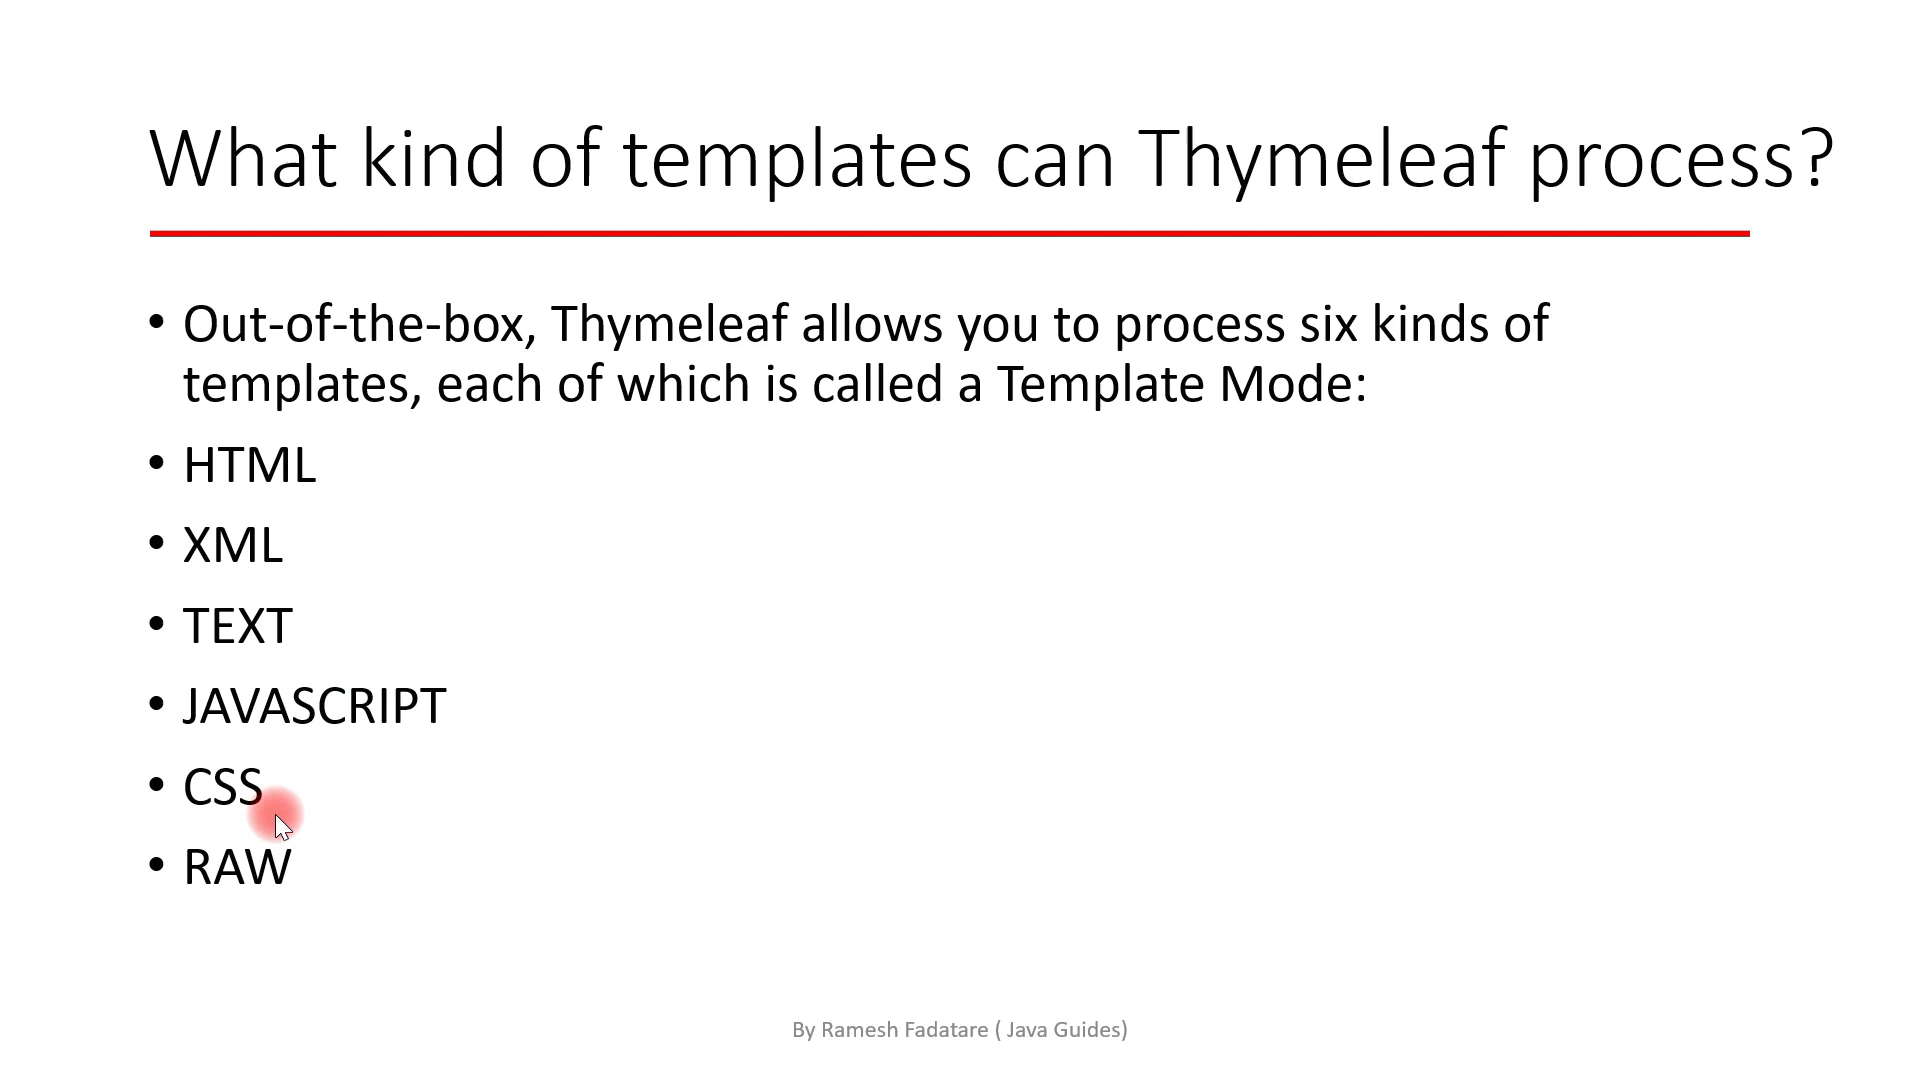 What kind of templates can Thymeleaf process?
• Out-of-the-box, Thymeleaf allows you to process six kinds of
templates, each of which is called a Template Mode:
• HTML
• XML
• TEXT
• JAVASCRIPT
• CSS
• RAW
By Ramesh Fadatare ( Java Guides)